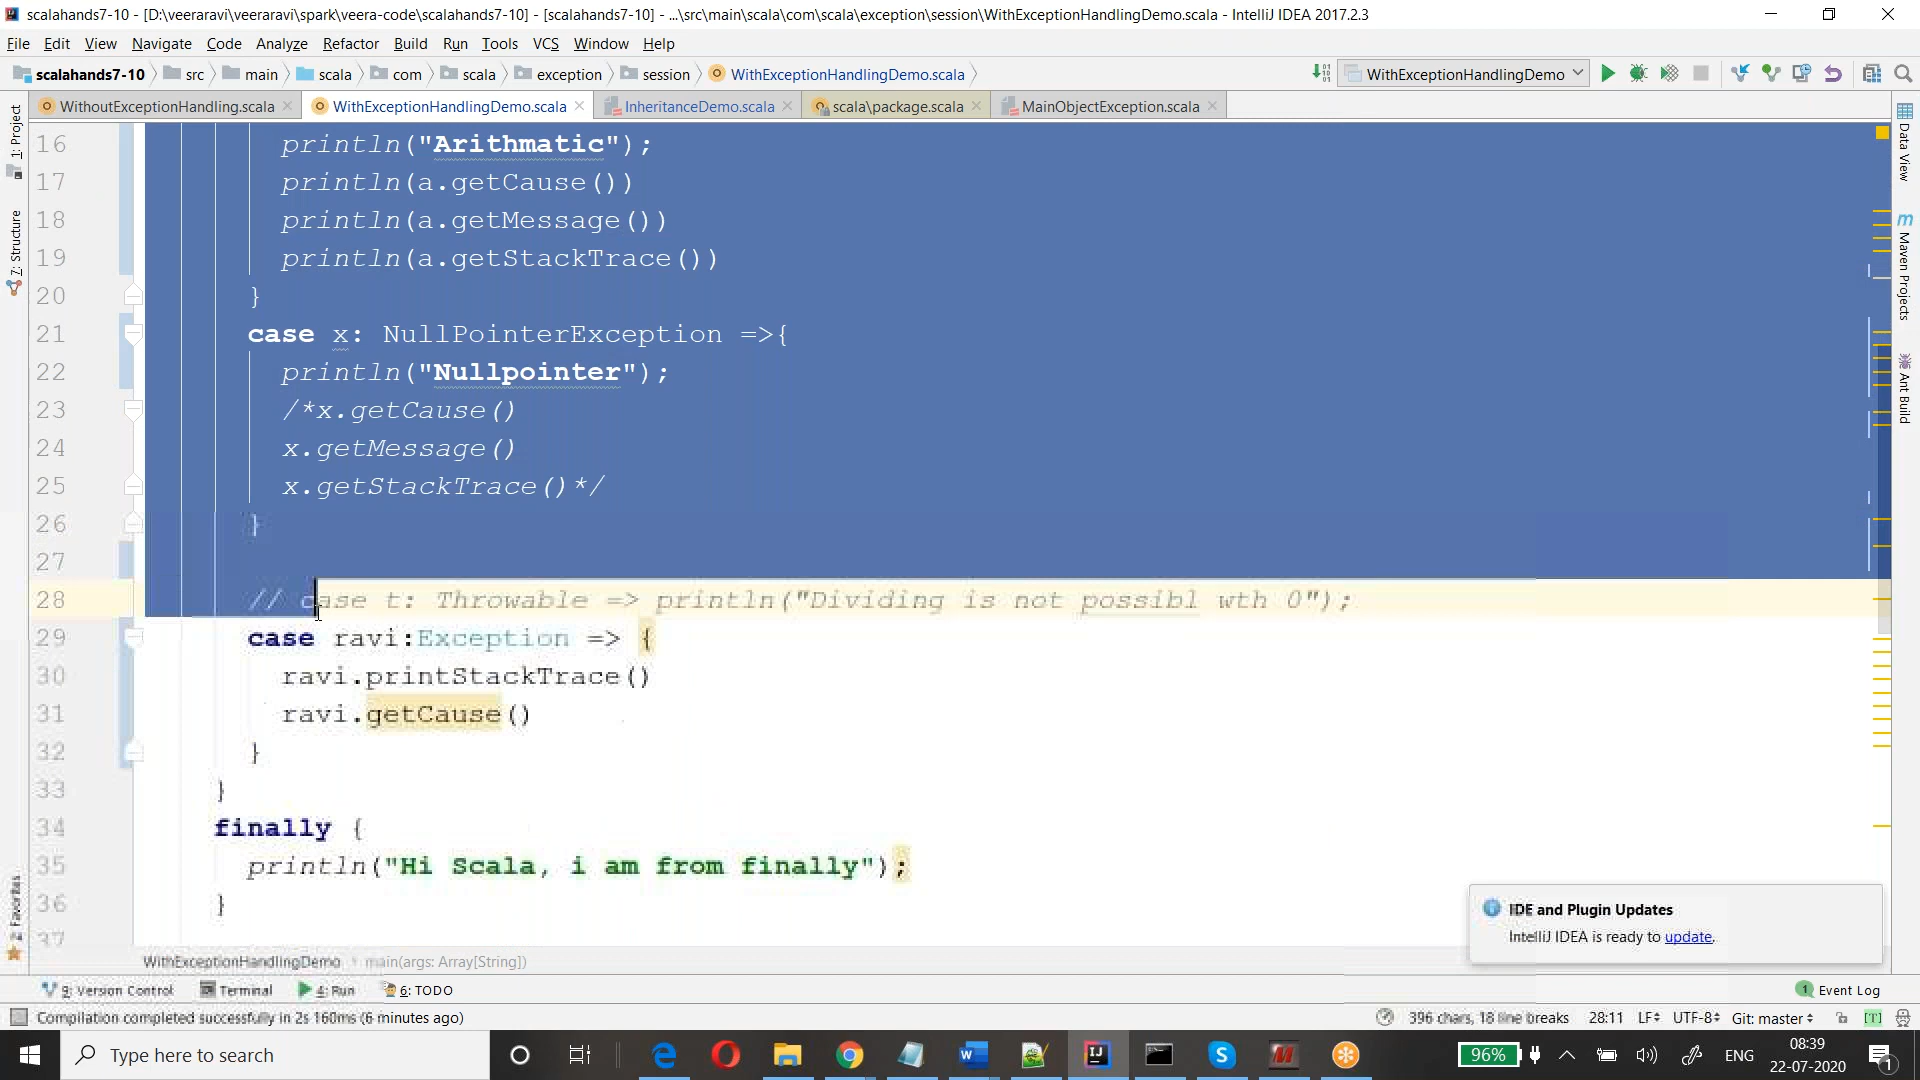 scalahands7-10 - [D:\veeraravi\veeraravi\spark\veera-code\scalahands7-10] - [scalahands7-10] - ...\src\main\scala\com\scala\exception\session\WithExceptionHandlingDemo.scala - IntelliJ IDEA 2017.2.3
File Edit View Navigate Code Analyze Refactor Build Run Tools VCS Window Help
scalahands7-10 src main scala com scala exception session WithExceptionHandlingDemo.scala WithExceptionHandlingDemo
WithoutExceptionHandling.scala WithExceptionHandlingDemo.scala InheritanceDemo.scala scala\package.scala MainObjectException.scala
1: Project
7: Structure
2: Favorites
16 println("Arithmatic");
17 println(a.getCause())
18 println(a.getMessage())
19 println(a.getStackTrace())
20 }
21 case x: NullPointerException =>{
22 println("Nullpointer");
23 /*x.getCause()
24 x.getMessage()
25 x.getStackTrace()*/
26 }
27
28 // case t: Throwable => println("Dividing is not possibl wth 0");
29 case ravi:Exception => {
30 ravi.printStackTrace()
31 ravi.getCause()
32 }
33 }
34 finally {
35 println("Hi Scala, i am from finally");
36 }
37
Data View
Maven Projects
Ant Build
IDE and Plugin Updates
IntelliJ IDEA is ready to update.
WithExceptionHandlingDemo main(args: Array[String])
9: Version Control Terminal 4: Run 6: TODO 1 Event Log
Compilation completed successfully in 2s 160ms (6 minutes ago) 396 chars, 18 line breaks 28:11 LF UTF-8 Git: master [T]
Type here to search 96% ENG 08:39
22-07-2020 1